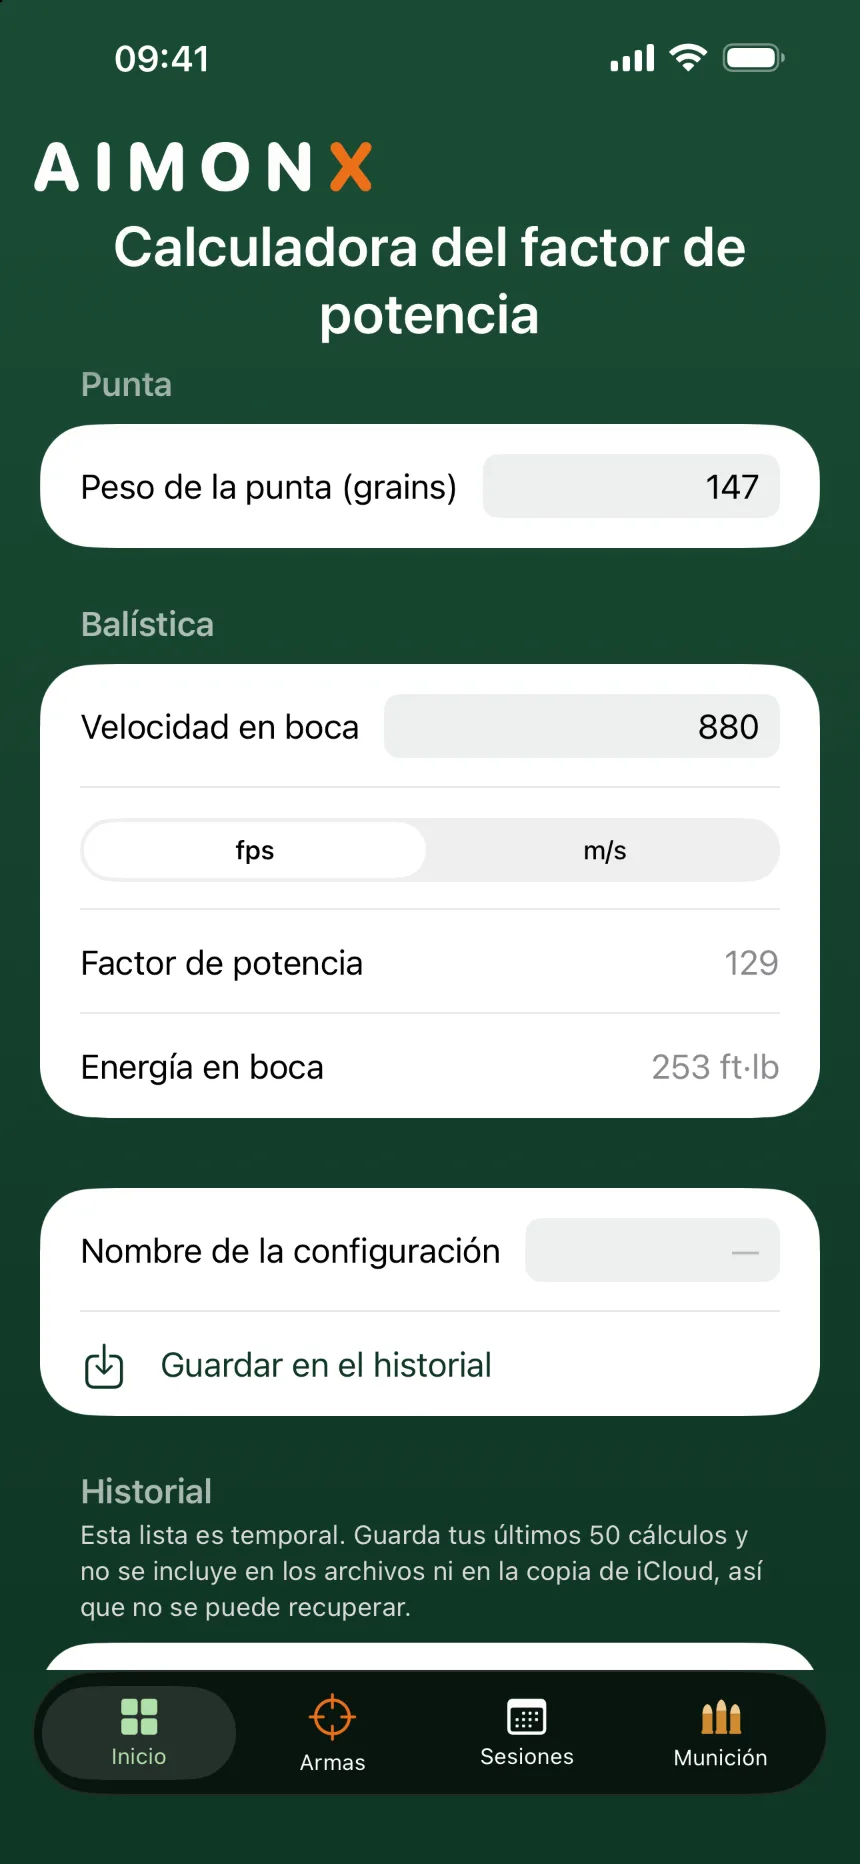 09:41
AIMONX
Calculadora del factor de
potencia
Punta
Peso de la punta (grains) 147
Balística
Velocidad en boca 880
fps m/s
Factor de potencia 129
Energía en boca 253 ft·lb
Nombre de la configuración —
Guardar en el historial
Historial
Esta lista es temporal. Guarda tus últimos 50 cálculos y
no se incluye en los archivos ni en la copia de iCloud, así
que no se puede recuperar.
Inicio Armas Sesiones Munición